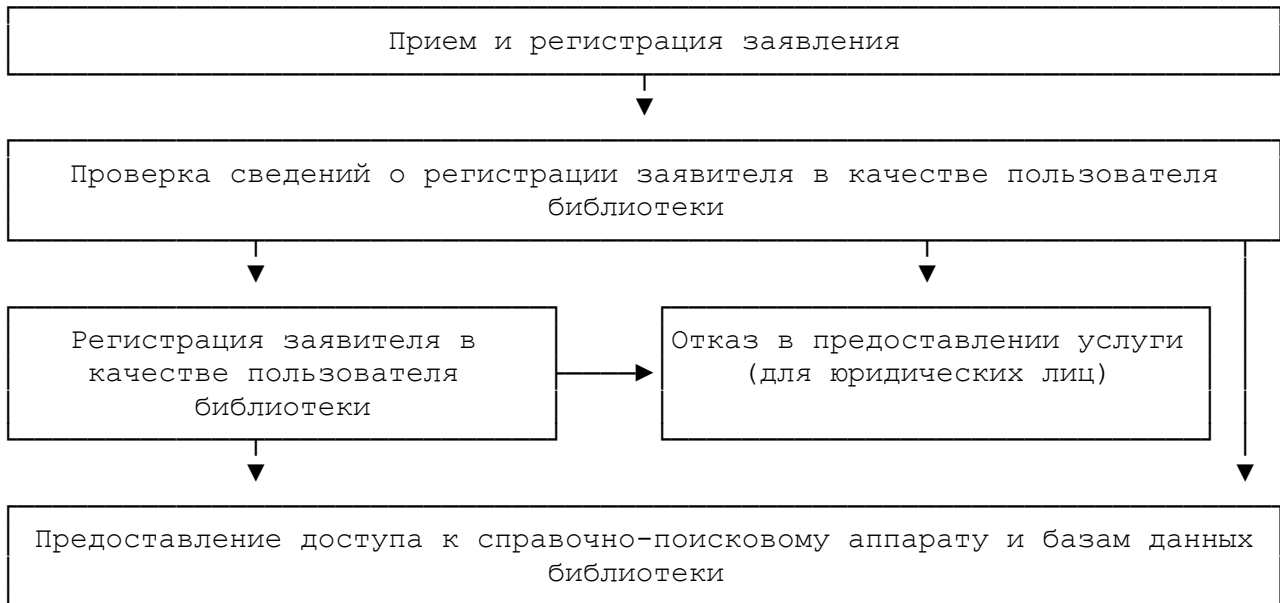 Прием и регистрация заявления
Проверка сведений о регистрации заявителя в качестве пользователя
библиотеки
Регистрация заявителя в
качестве пользователя
библиотеки
Отказ в предоставлении услуги
(для юридических лиц)
Предоставление доступа к справочно-поисковому аппарату и базам данных
библиотеки